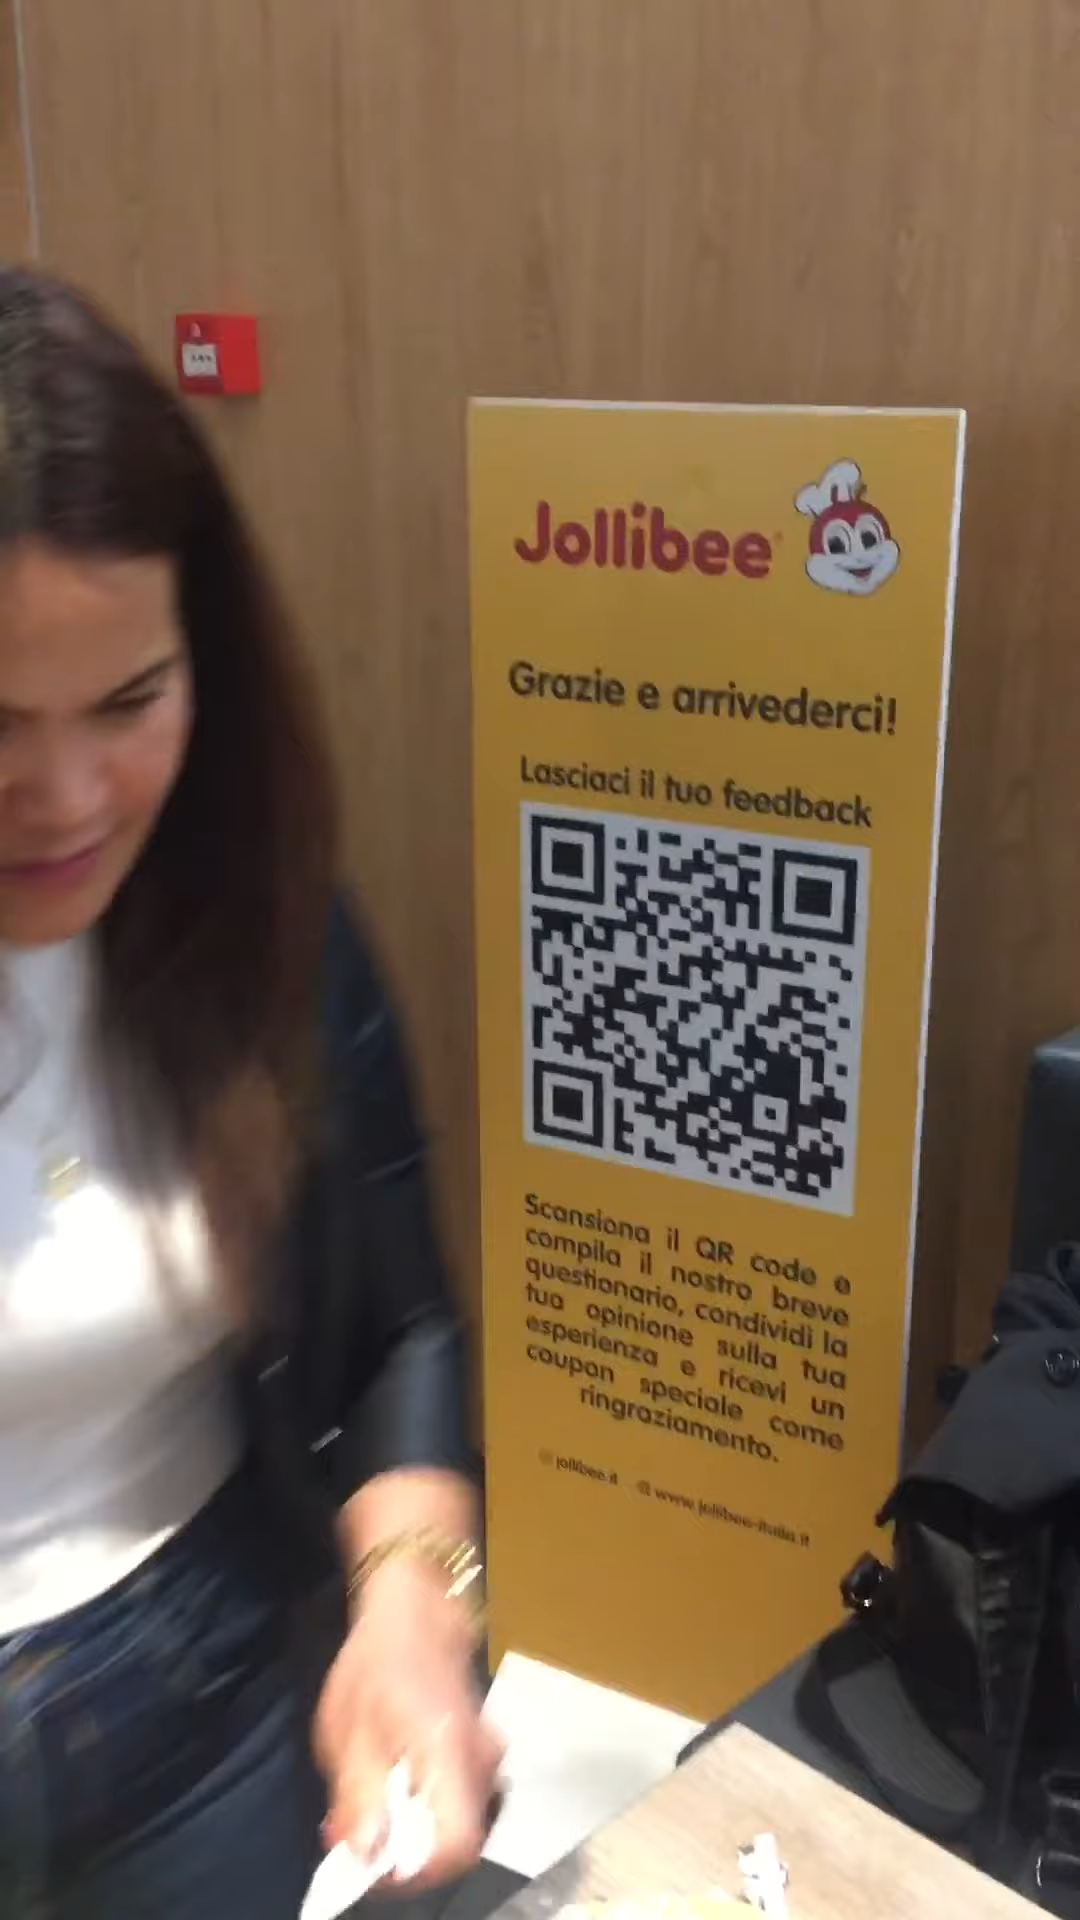 Jollibee
Grazie e arrivederci!
Lasciaci il tuo feedback
Scansiona il QR code e
compila il nostro breve
questionario, condividi la
tua opinione sulla tua
esperienza e ricevi un
coupon speciale come
ringraziamento.
jollibee.it www.jollibee-italia.it